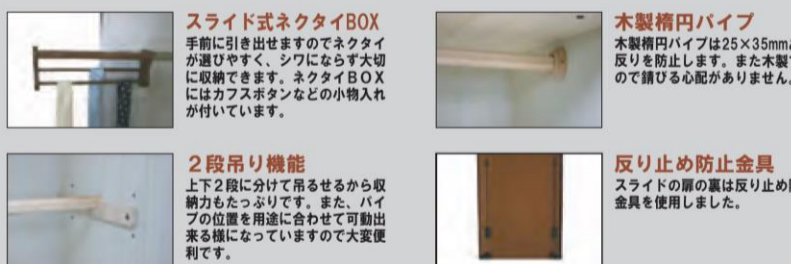 スライド式ネクタイBOX
手前に引き出せますのでネクタイ
が選びやすく、シワにならず大切
に収納できます。ネクタイBOX
にはカフスボタンなどの小物入れ
が付いています。
木製楕円パイプ
木製楕円パイプは25×35mm
反りを防止します。また木製
ので錆びる心配がありません。
2段吊り機能
上下2段に分けて吊るせるから収
納力もたっぷりです。また、パイ
プの位置を用途に合わせて可動出
来る様になっていますので大変便
利です。
反り止め防止金具
スライドの扉の裏は反り止め
金具を使用しました。